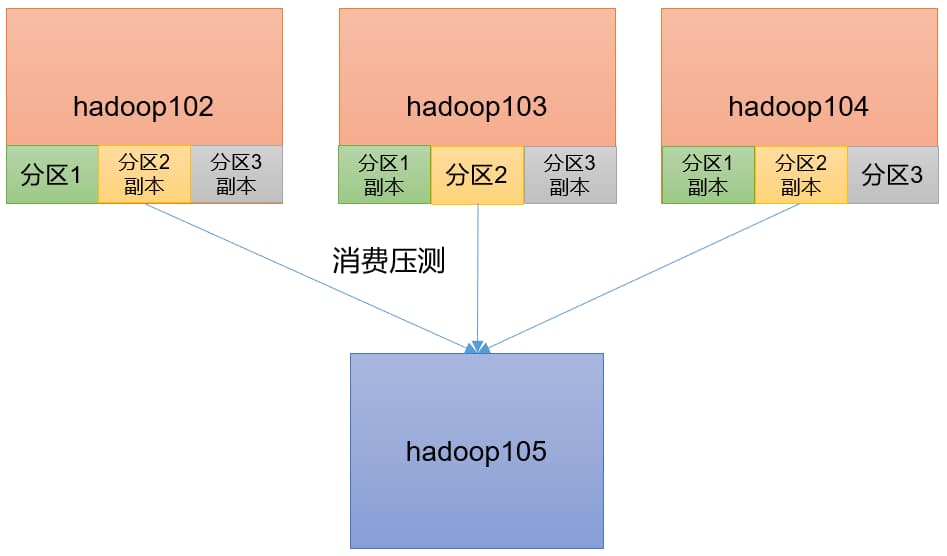 hadoop102
hadoop103
hadoop104
分区1
分区2
副本
分区3
副本
分区1
副本
分区2
分区3
副本
分区1
副本
分区2
副本
分区3
消费压测
hadoop105